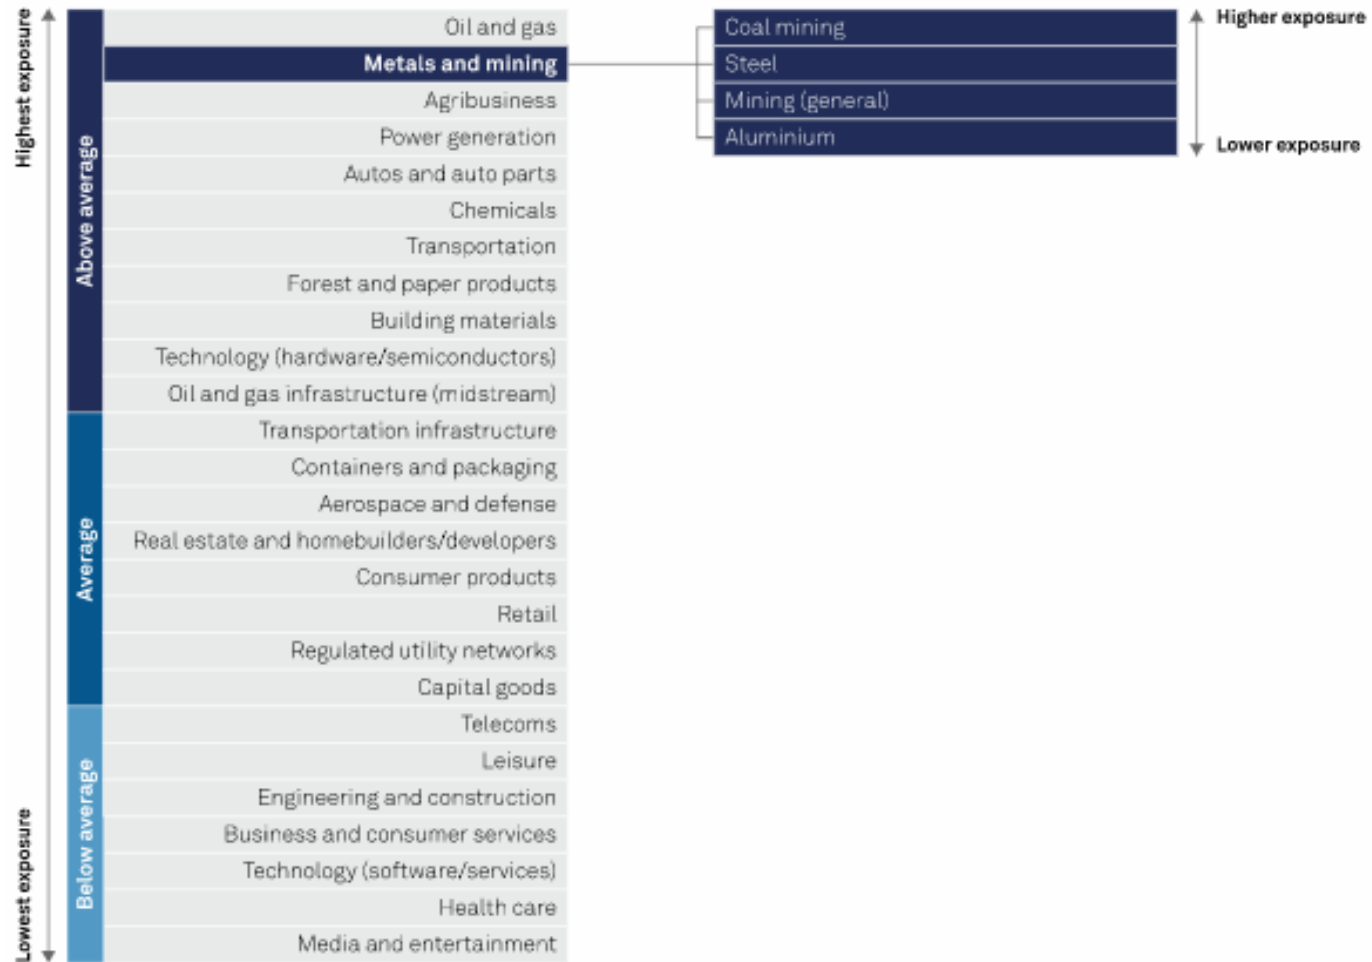 Highest exposure
Lowest exposure
Above average
Average
Below average
Oil and gas
Metals and mining
Agribusiness
Power generation
Autos and auto parts
Chemicals
Transportation
Forest and paper products
Building materials
Technology (hardware/semiconductors)
Oil and gas infrastructure (midstream)
Transportation infrastructure
Containers and packaging
Aerospace and defense
Real estate and homebuilders/developers
Consumer products
Retail
Regulated utility networks
Capital goods
Telecoms
Leisure
Engineering and construction
Business and consumer services
Technology (software/services)
Health care
Media and entertainment
Coal mining
Steel
Mining (general)
Aluminium
Higher exposure
Lower exposure